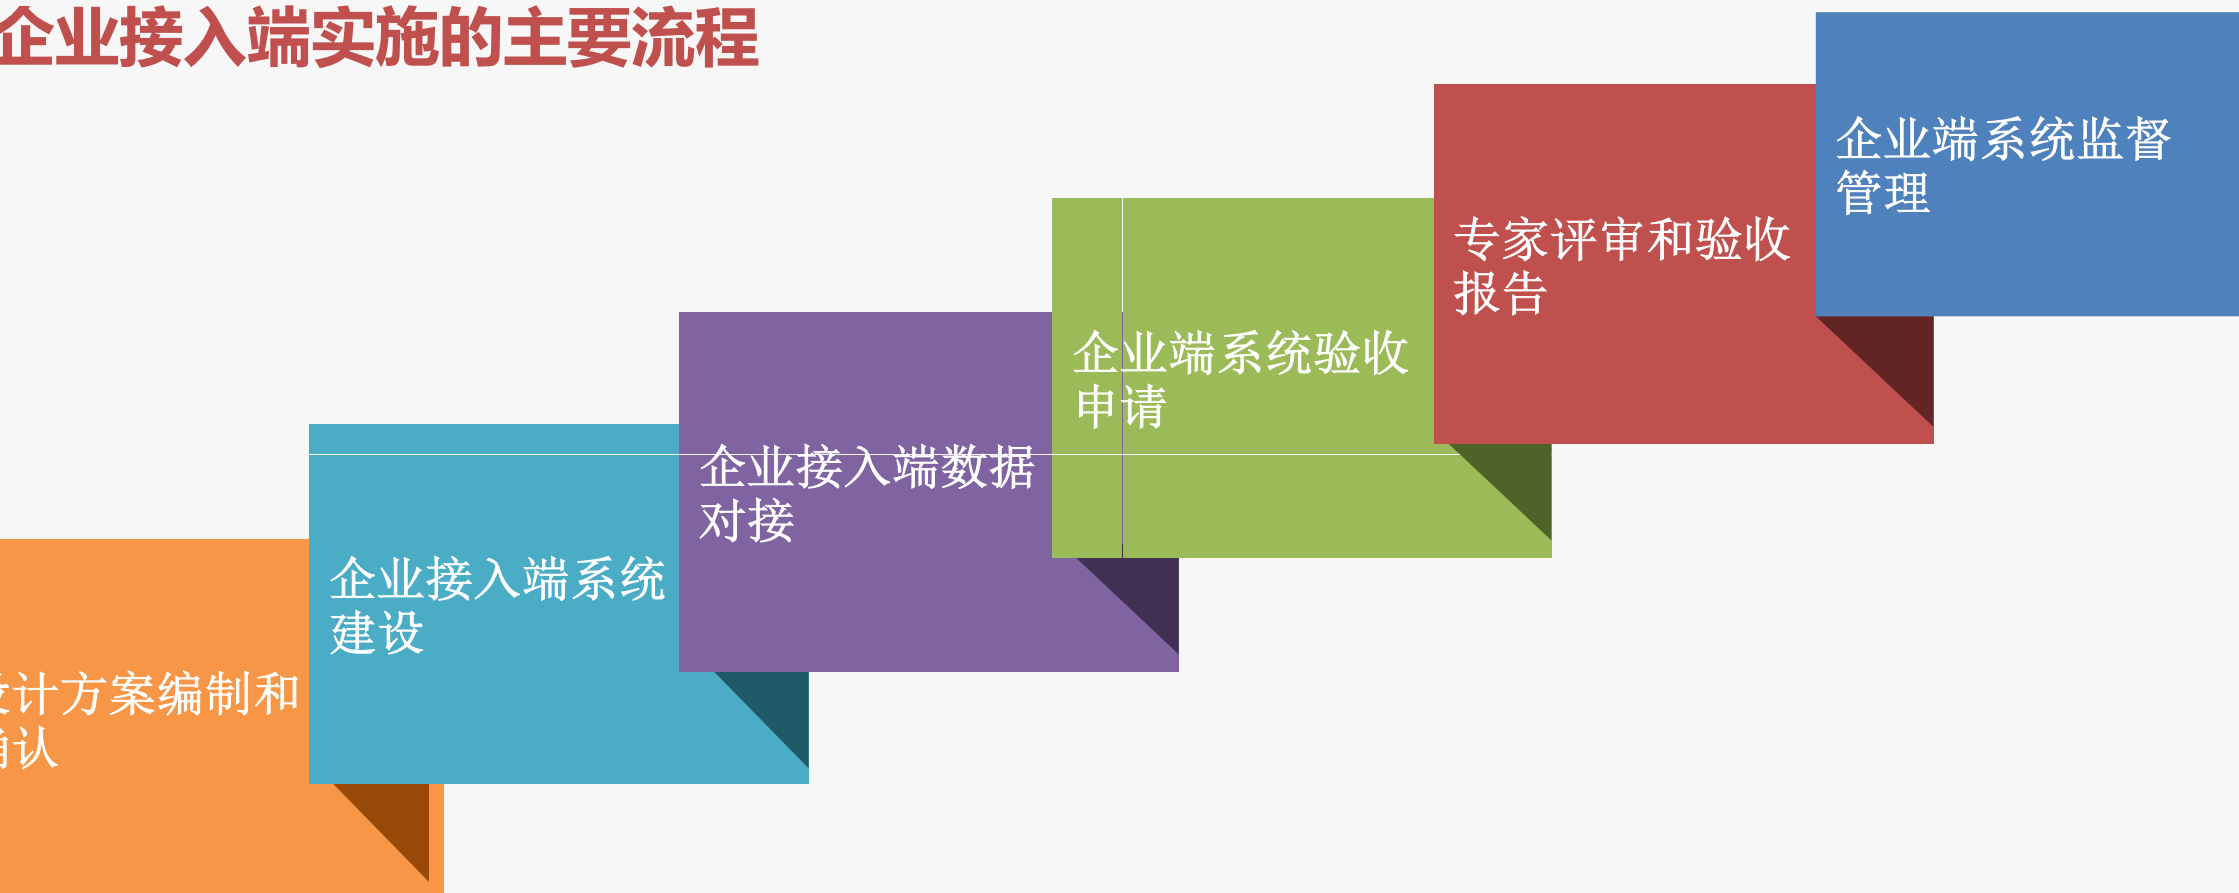 企业接入端实施的主要流程
企业端系统监督
管理
专家评审和验收
报告
企业端系统验收
申请
企业接入端数据
对接
企业接入端系统
建设
设计方案编制和
确认